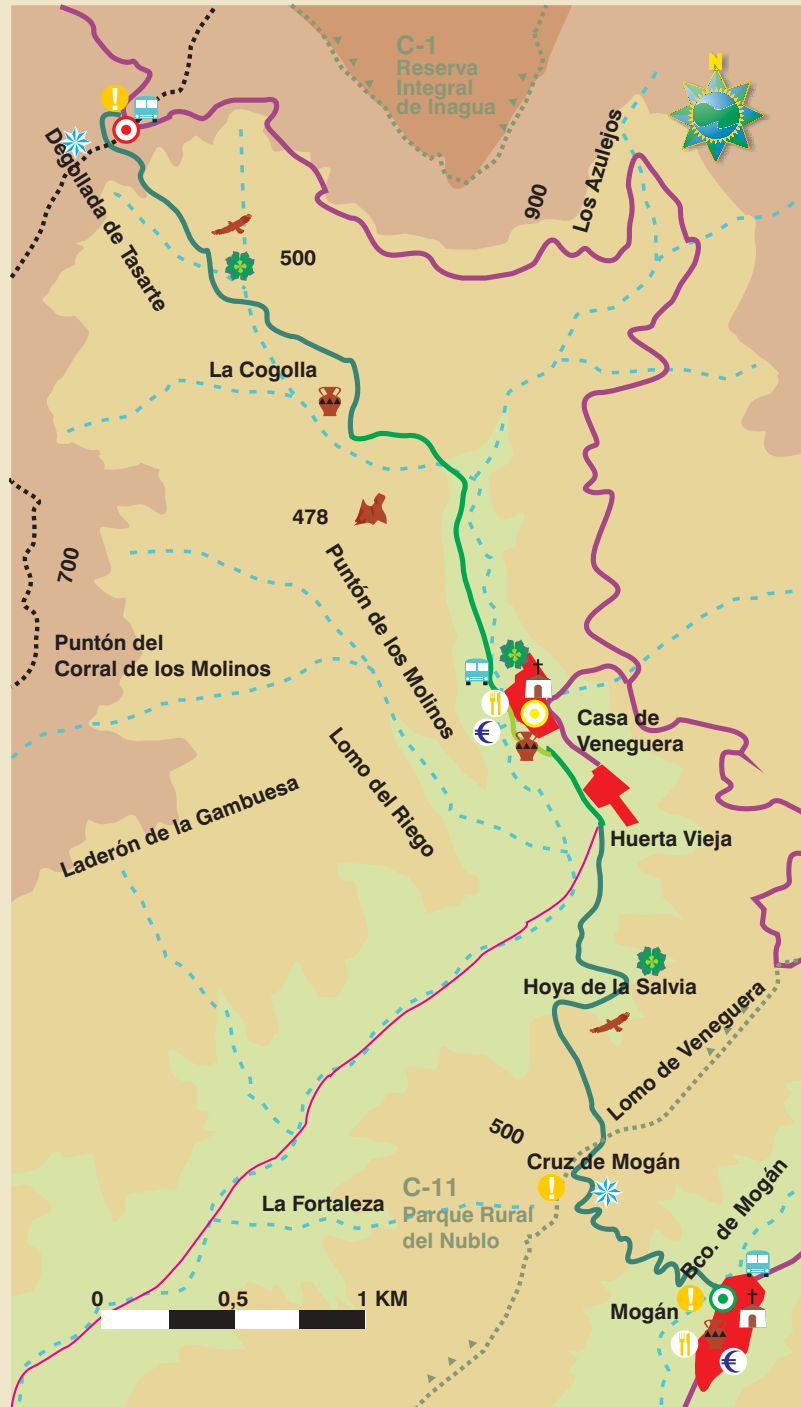 C-1
Reserva
Integral
de Inagua
N
Degollada de Tasarte
500
900
Los Azulejos
La Cogolla
478
700
Puntón de los Molinos
Puntón del
Corral de los Molinos
Casa de
Veneguera
Lomo del Riego
Laderón de la Gambuesa
Huerta Vieja
Hoya de la Salvia
Lomo de Veneguera
500
Cruz de Mogán
C-11
Parque Rural
del Nublo
La Fortaleza
Bco. de Mogán
Mogán
0 0,5 1 KM